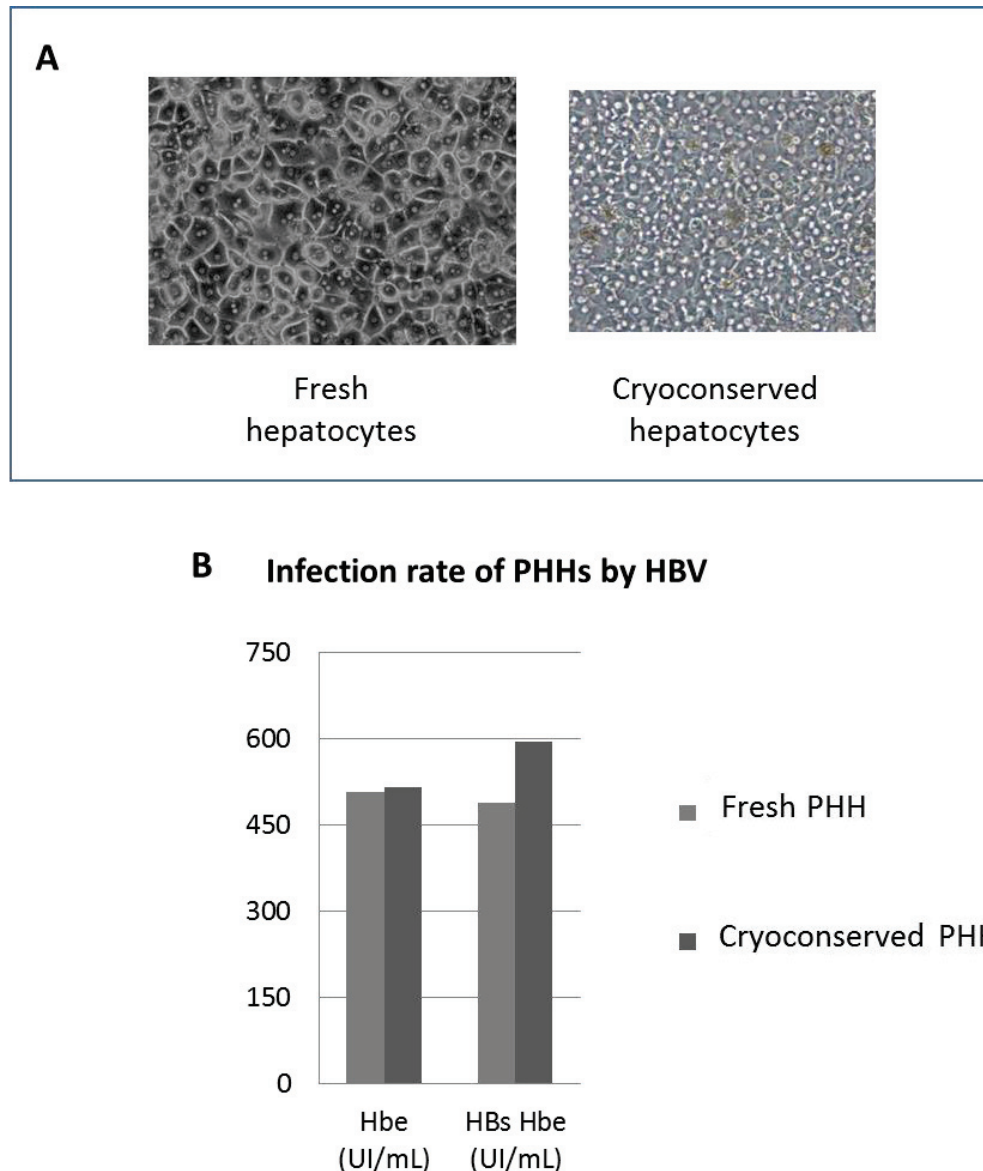 A
Fresh
hepatocytes
Cryoconserved
hepatocytes
B Infection rate of PHHs by HBV
750
600
450
300
150
0
Hbe
(UI/mL)
HBs Hbe
(UI/mL)
Fresh PHH
Cryoconserved